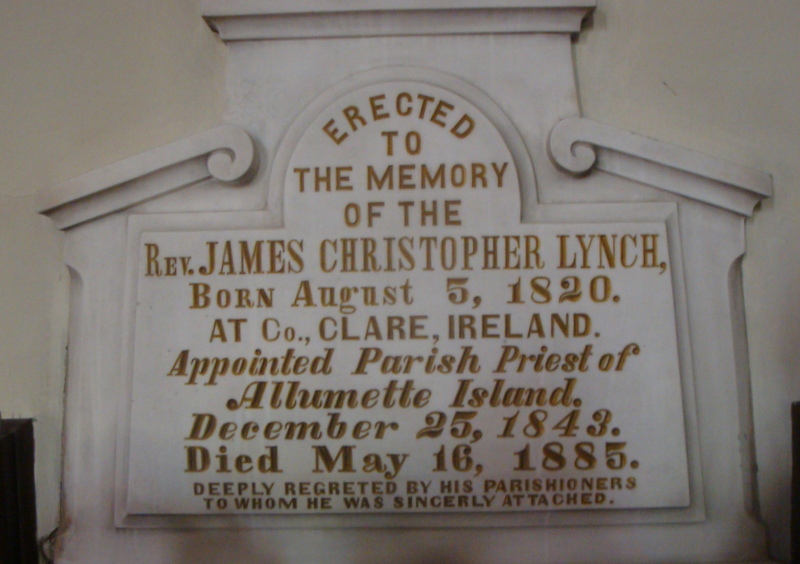 ERECTED
TO
THE MEMORY
OF THE
REV. JAMES CHRISTOPHER LYNCH,
BORN August 5, 1820.
AT Co., CLARE, IRELAND.
Appointed Parish Priest of
Allumette Island.
December 25, 1843.
Died May 16, 1885.
DEEPLY REGRETED BY HIS PARISHIONERS
TO WHOM HE WAS SINCERLY ATTACHED.